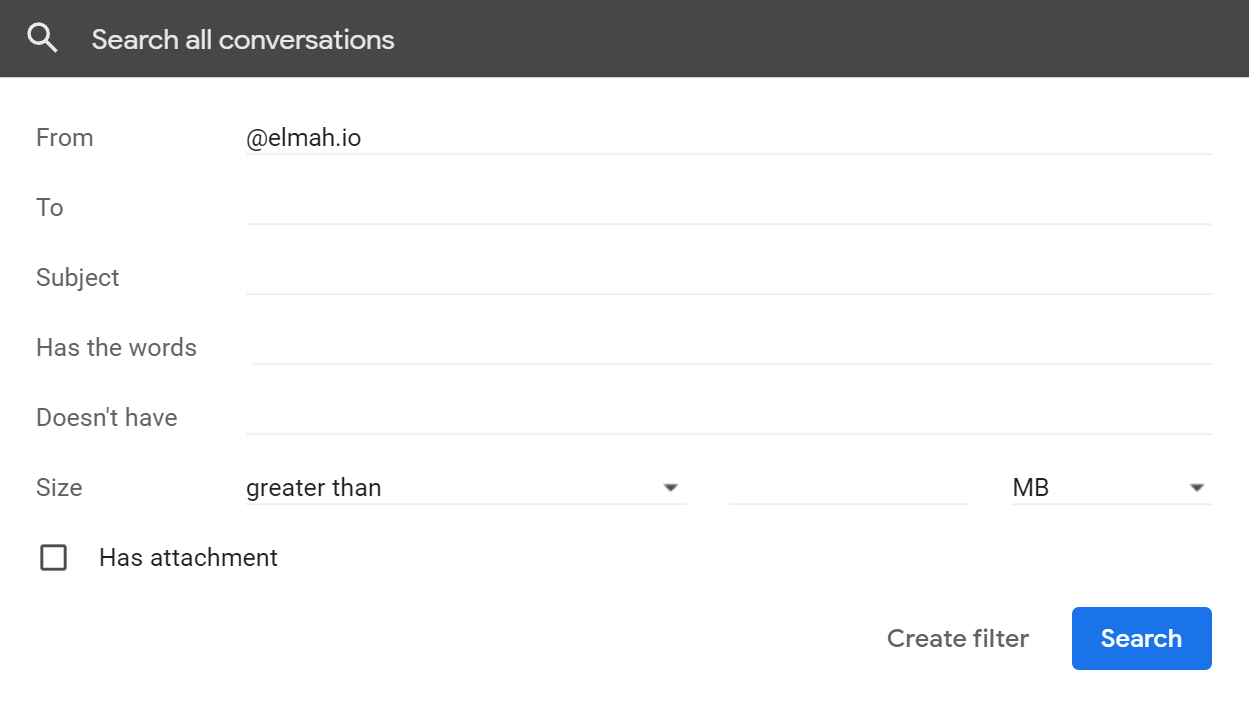 Search all conversations
From @elmah.io
To
Subject
Has the words
Doesn't have
Size greater than MB
Has attachment
Create filter Search